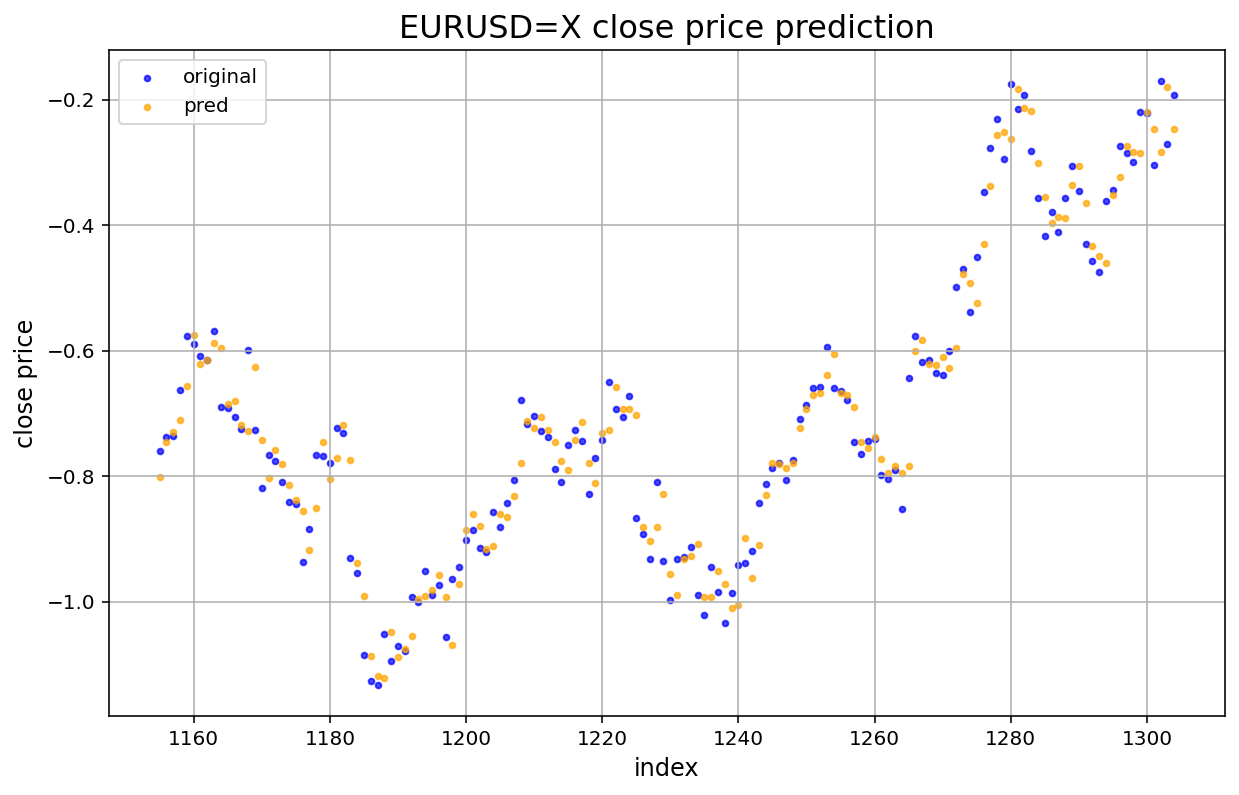 EURUSD=X close price prediction
original
pred
−0.2
−0.4
−0.6
−0.8
−1.0
close price
1160 1180 1200 1220 1240 1260 1280 1300
index